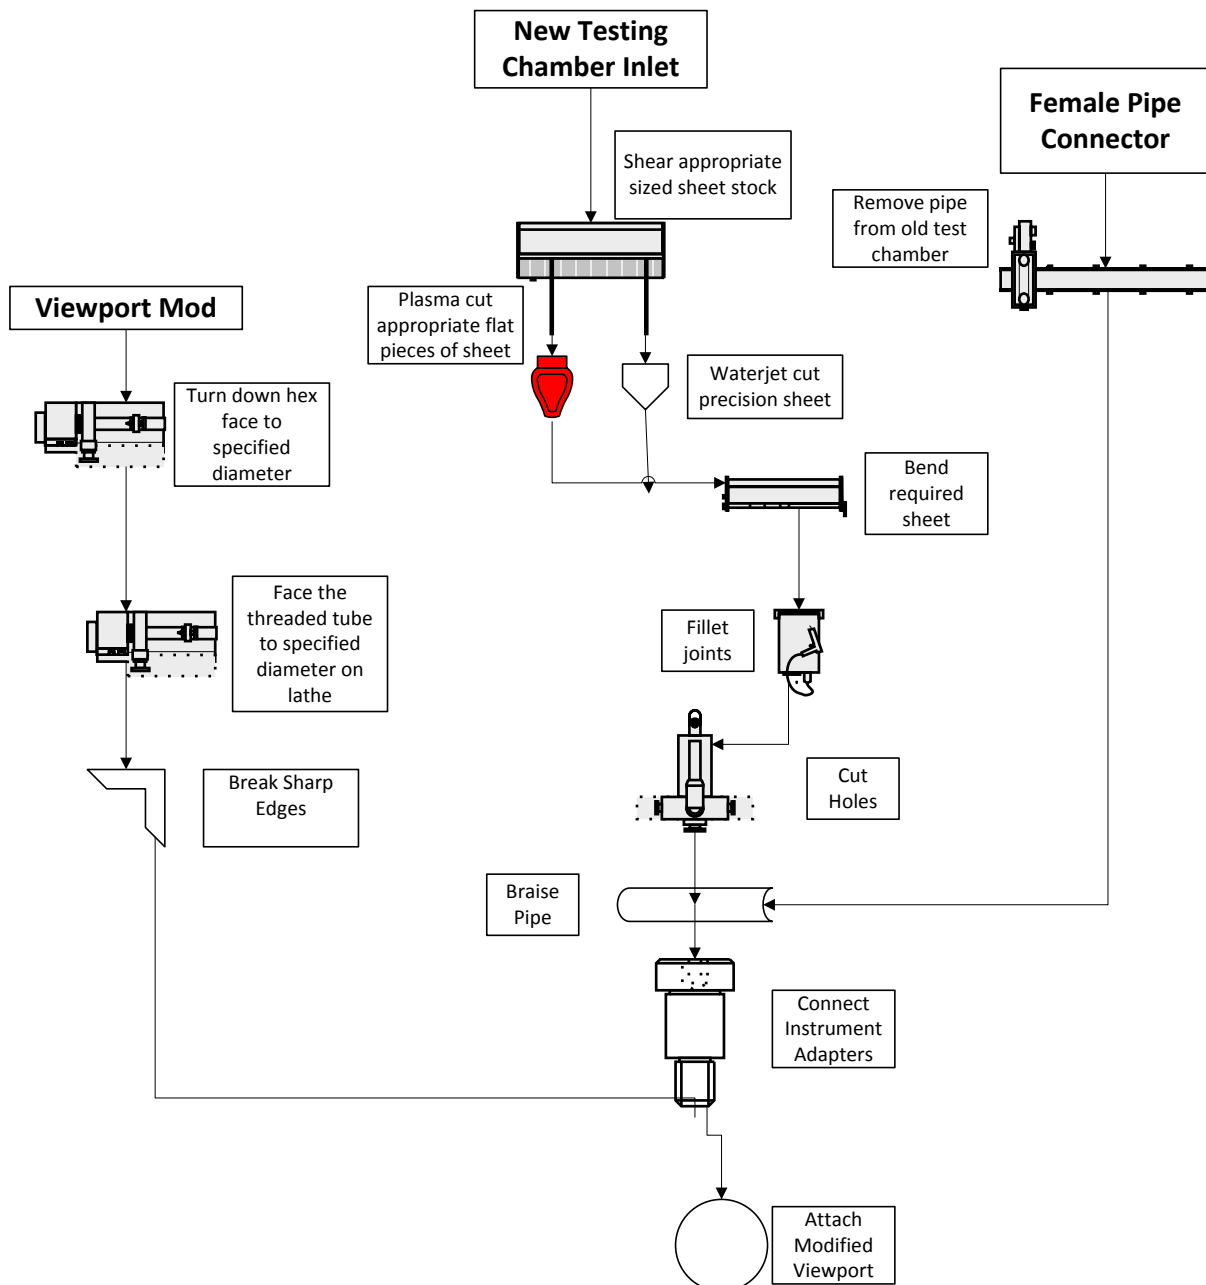 New Testing
Chamber Inlet
Female Pipe
Connector
Shear appropriate
sized sheet stock
Remove pipe
from old test
chamber
Viewport Mod
Plasma cut
appropriate flat
pieces of sheet
Waterjet cut
precision sheet
Turn down hex
face to
specified
diameter
Bend
required
sheet
Face the
threaded tube
to specified
diameter on
lathe
Fillet
joints
Break Sharp
Edges
Cut
Holes
Braise
Pipe
Connect
Instrument
Adapters
Attach
Modified
Viewport